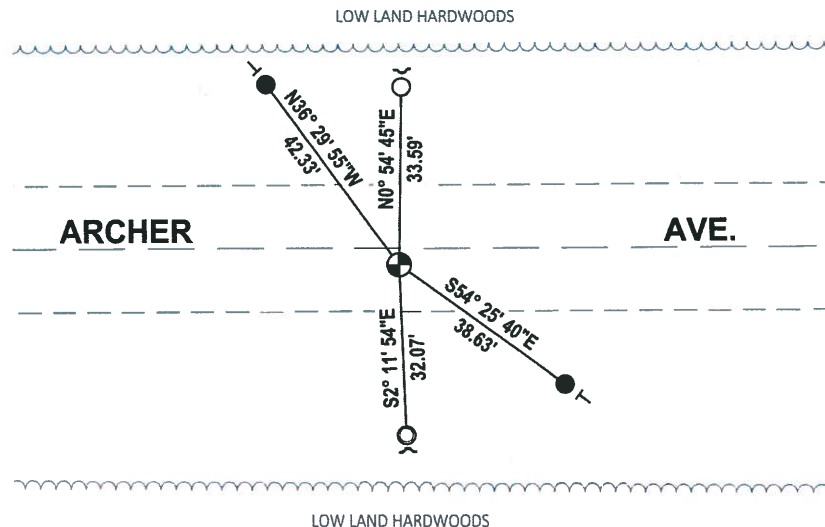 LOW LAND HARDWOODS
N36° 29' 55"W
42.33'
N0° 54' 45"E
33.59'
ARCHER AVE.
S54° 25' 40"E
38.63'
S2° 11' 54"E
32.07'
LOW LAND HARDWOODS